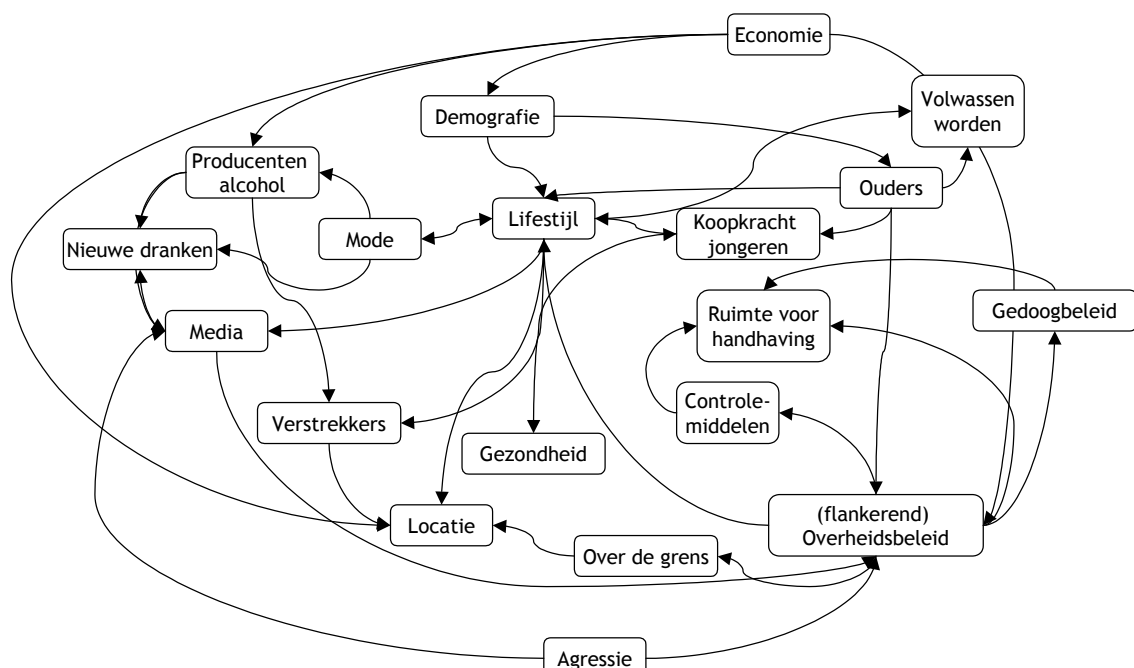 Economie
Volwassen
worden
Demografie
Producenten
alcohol
Ouders
Lifestijl
Koopkracht
jongeren
Mode
Nieuwe dranken
Ruimte voor
handhaving
Gedoogbeleid
Media
Controle-
middelen
Verstrekkers
Gezondheid
(flankerend)
Overheidsbeleid
Locatie
Over de grens
Agressie